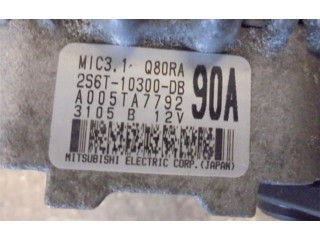 MIC3.1 Q80RA
2S6T-10300-DB
A005TA7792
90A
3105 B 12V
MITSUBISHI ELECTRIC CORP.(JAPAN)